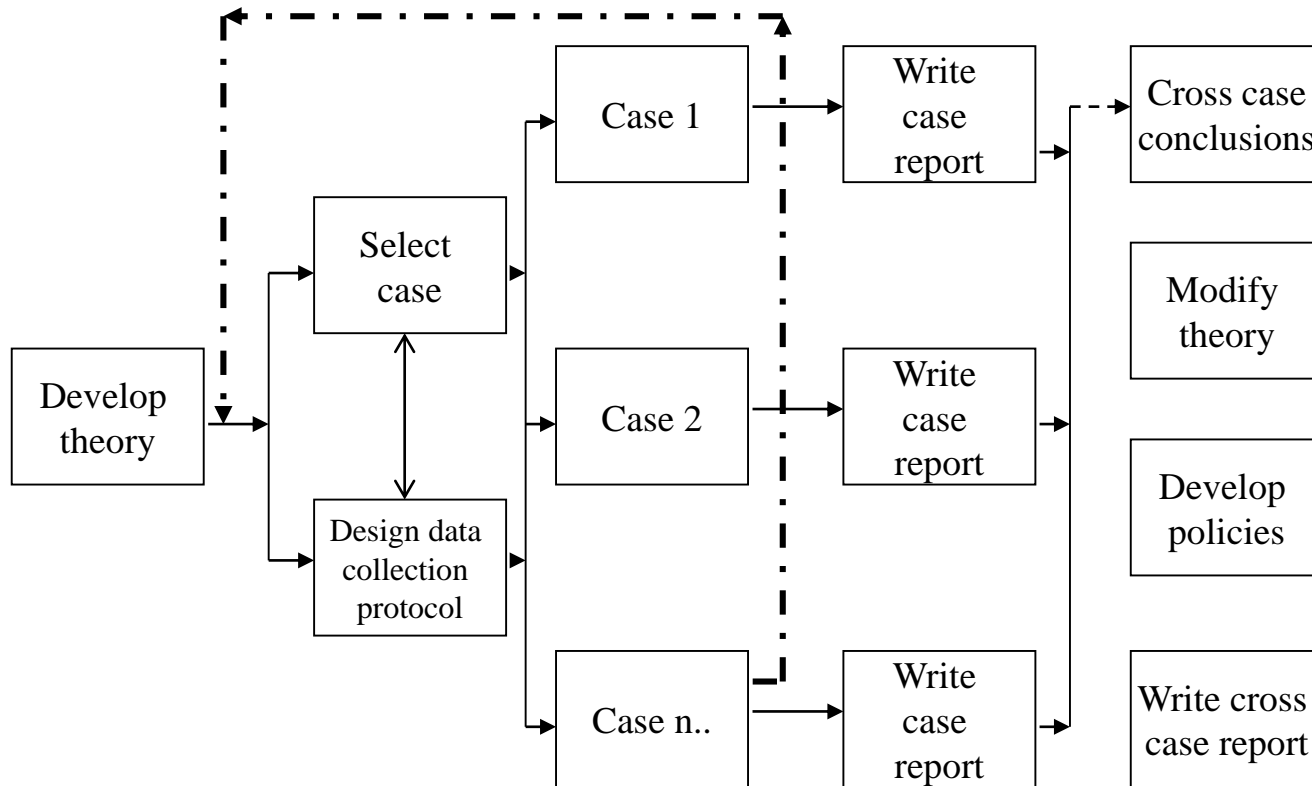 Develop
theory
Select
case
Design data
collection
protocol
Case 1
Case 2
Case n..
Write
case
report
Write
case
report
Write
case
report
Cross case
conclusions
Modify
theory
Develop
policies
Write cross
case report